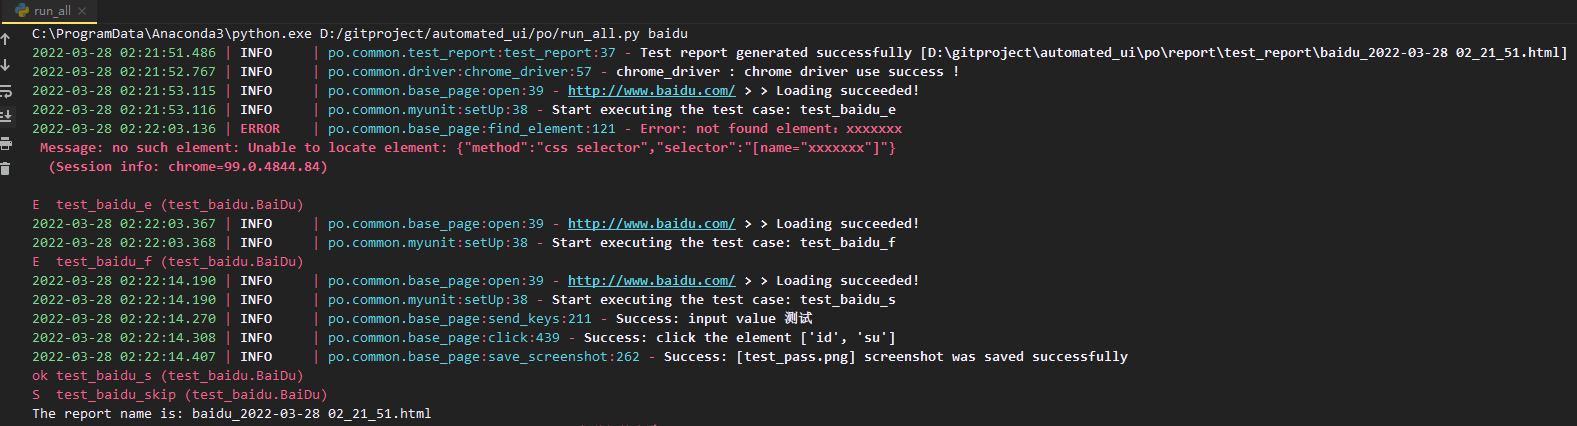 run_all
C:\ProgramData\Anaconda3\python.exe D:/gitproject/automated_ui/po/run_all.py baidu
2022-03-28 02:21:51.486 | INFO     | po.common.test_report:test_report:37 - Test report generated successfully [D:\gitproject\automated_ui\po\report\test_report\baidu_2022-03-28 02_21_51.html]
2022-03-28 02:21:52.767 | INFO     | po.common.driver:chrome_driver:57 - chrome_driver : chrome driver use success !
2022-03-28 02:21:53.115 | INFO     | po.common.base_page:open:39 - http://www.baidu.com/ > > Loading succeeded!
2022-03-28 02:21:53.116 | INFO     | po.common.myunit:setUp:38 - Start executing the test case: test_baidu_e
2022-03-28 02:22:03.136 | ERROR    | po.common.base_page:find_element:121 - Error: not found element：xxxxxxx
Message: no such element: Unable to locate element: {"method":"css selector","selector":"[name="xxxxxxx"]"}
(Session info: chrome=99.0.4844.84)
E  test_baidu_e (test_baidu.BaiDu)
2022-03-28 02:22:03.367 | INFO     | po.common.base_page:open:39 - http://www.baidu.com/ > > Loading succeeded!
2022-03-28 02:22:03.368 | INFO     | po.common.myunit:setUp:38 - Start executing the test case: test_baidu_f
E  test_baidu_f (test_baidu.BaiDu)
2022-03-28 02:22:14.190 | INFO     | po.common.base_page:open:39 - http://www.baidu.com/ > > Loading succeeded!
2022-03-28 02:22:14.190 | INFO     | po.common.myunit:setUp:38 - Start executing the test case: test_baidu_s
2022-03-28 02:22:14.270 | INFO     | po.common.base_page:send_keys:211 - Success: input value 测试
2022-03-28 02:22:14.308 | INFO     | po.common.base_page:click:439 - Success: click the element ['id', 'su']
2022-03-28 02:22:14.407 | INFO     | po.common.base_page:save_screenshot:262 - Success: [test_pass.png] screenshot was saved successfully
ok test_baidu_s (test_baidu.BaiDu)
S  test_baidu_skip (test_baidu.BaiDu)
The report name is: baidu_2022-03-28 02_21_51.html